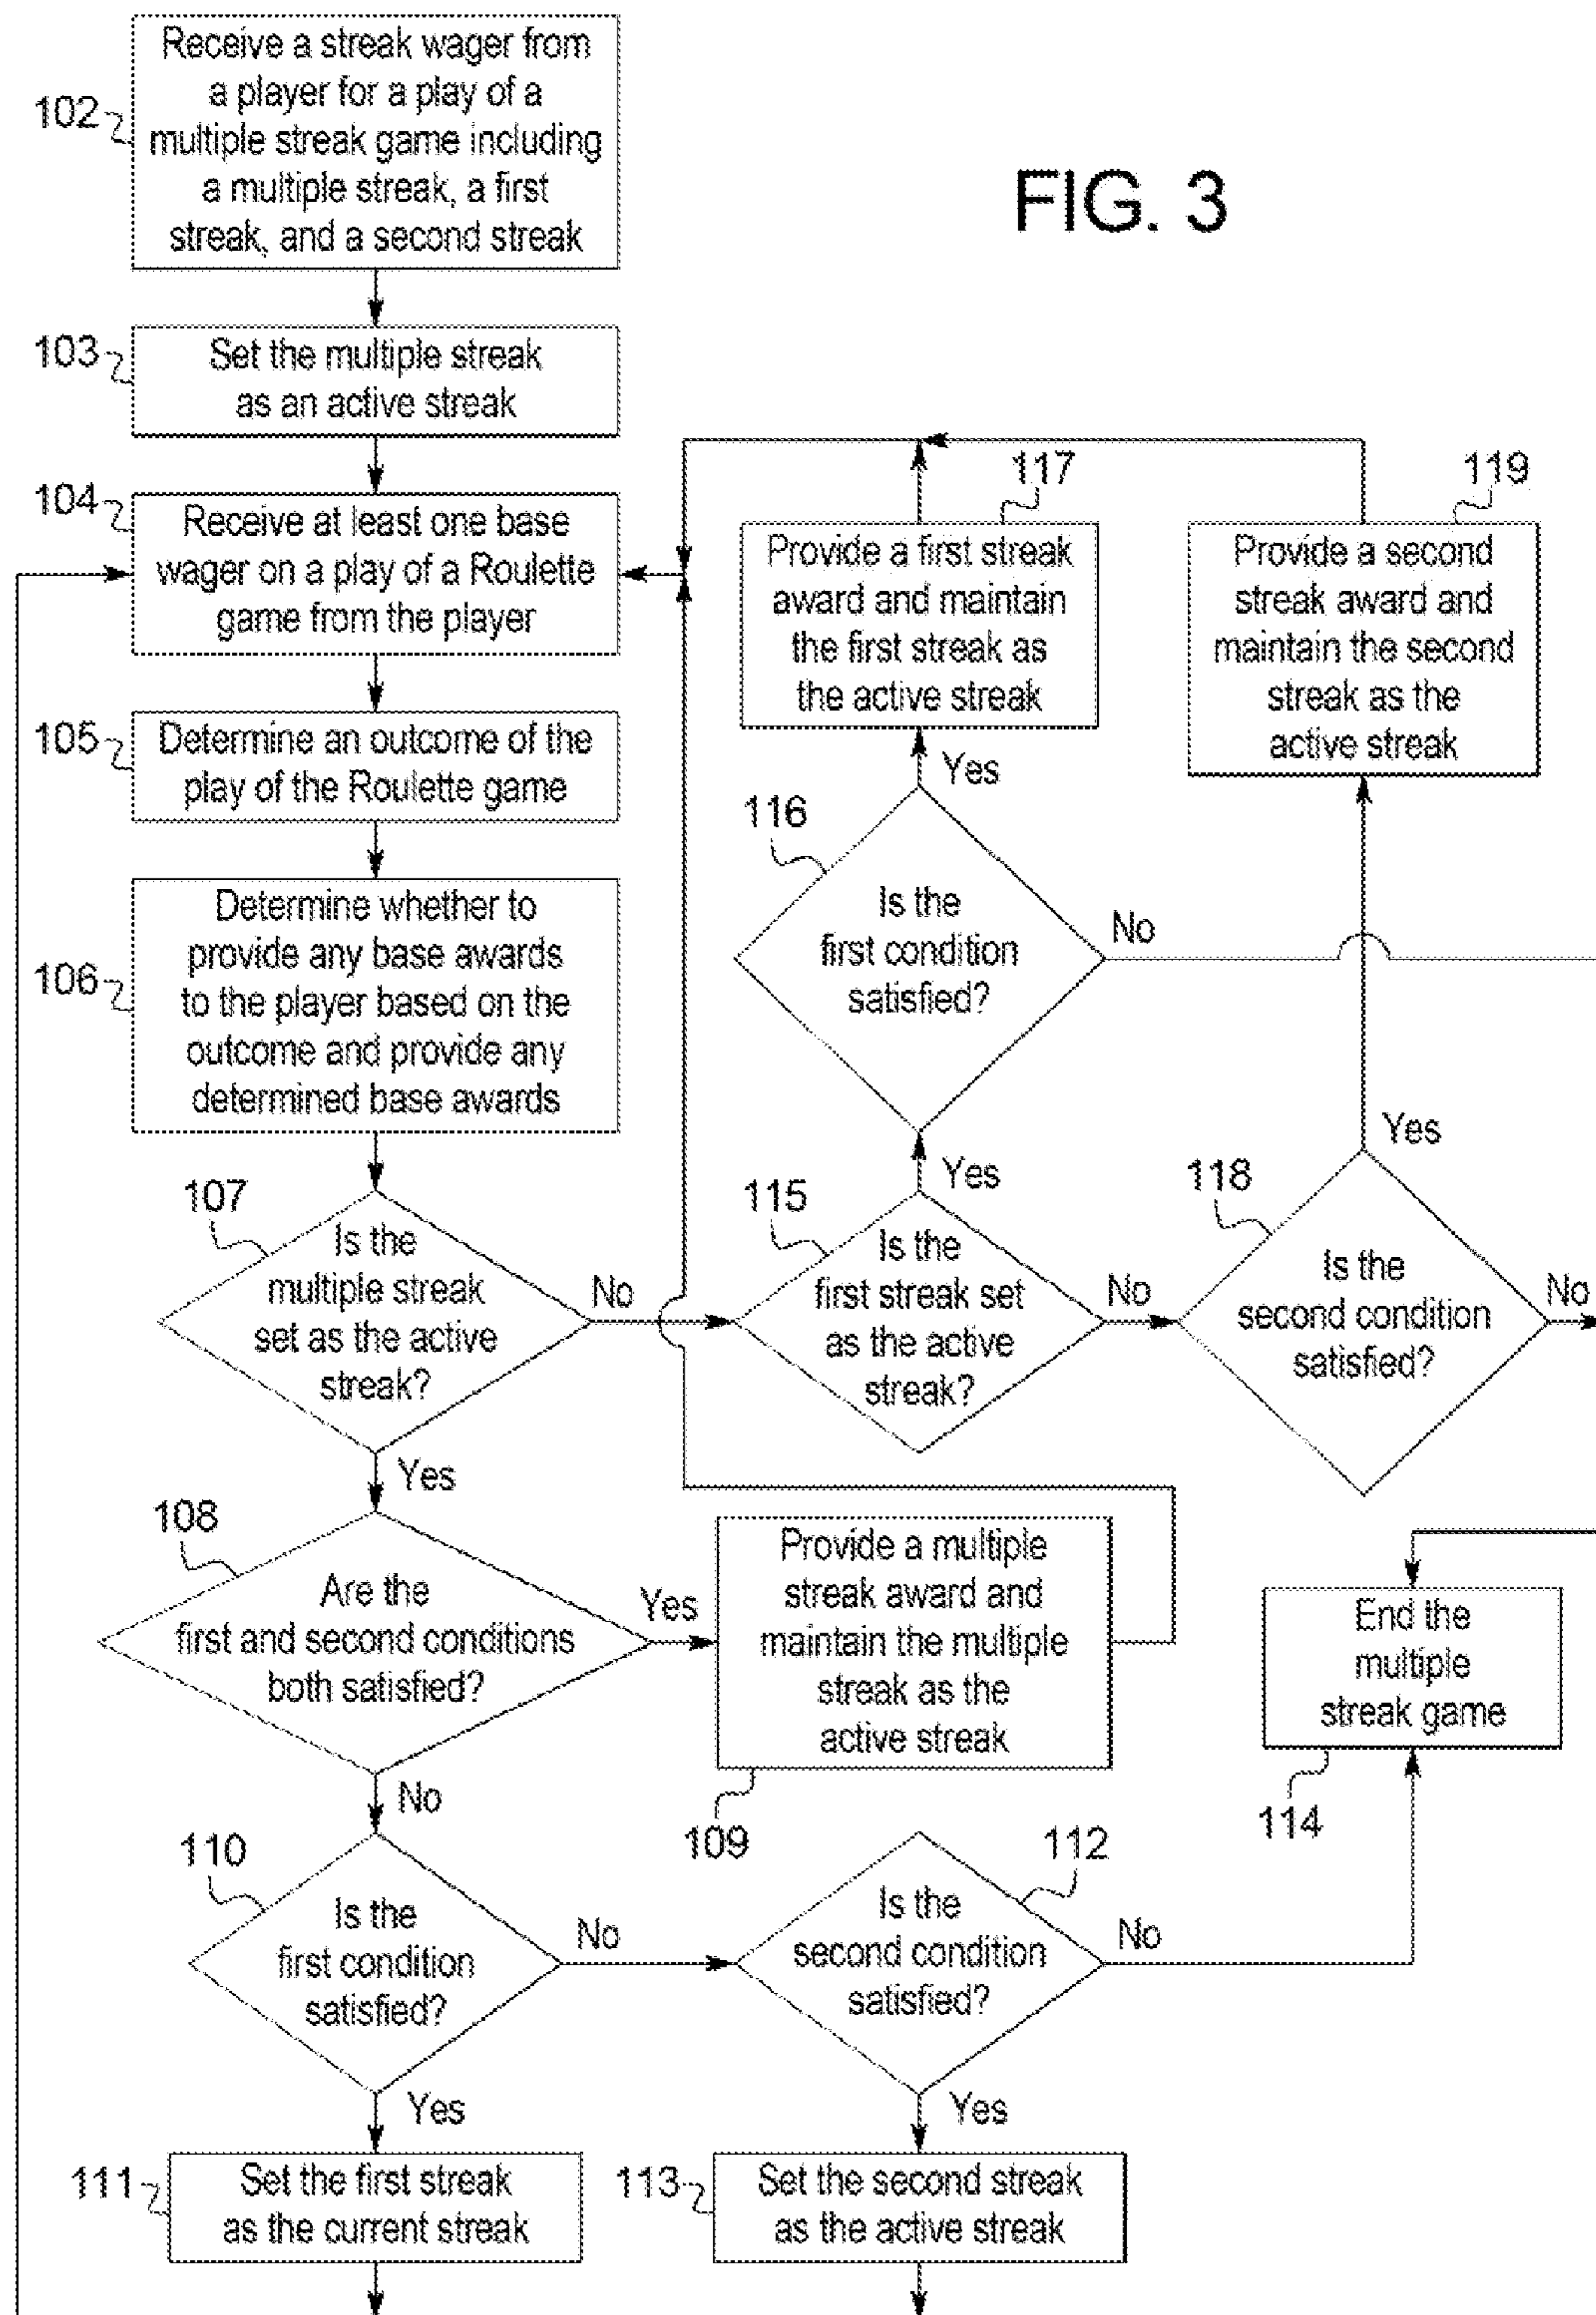 FIG. 3
102
Receive a streak wager from
a player for a play of a
multiple streak game including
a multiple streak, a first
streak, and a second streak
103
Set the multiple streak
as an active streak
104
Receive at least one base
wager on a play of a Roulette
game from the player
105
Determine an outcome of the
play of the Roulette game
106
Determine whether to
provide any base awards
to the player based on the
outcome and provide any
determined base awards
107
Is the
multiple streak
set as the active
streak?
No
Yes
108
Are the
first and second conditions
both satisfied?
Yes
No
109
Provide a multiple
streak award and
maintain the multiple
streak as the
active streak
110
Is the
first condition
satisfied?
No
Yes
111
Set the first streak
as the current streak
112
Is the
second condition
satisfied?
No
Yes
113
Set the second streak
as the active streak
114
End the
multiple
streak game
115
Is the
first streak set
as the active
streak?
Yes
No
116
Is the
first condition
satisfied?
Yes
No
117
Provide a first streak
award and maintain
the first streak as
the active streak
118
Is the
second condition
satisfied?
Yes
No
119
Provide a second
streak award and
maintain the second
streak as the
active streak